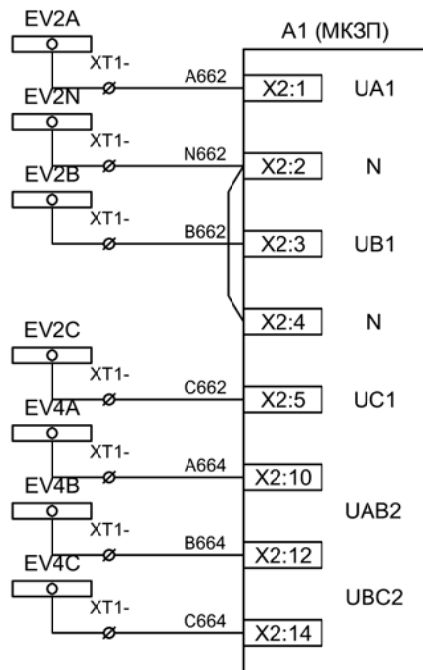 EV2A
A1 (МКЗП)
XT1-
A662
X2:1
UA1
EV2N
XT1-
N662
X2:2
N
EV2B
XT1-
B662
X2:3
UB1
X2:4
N
EV2C
XT1-
C662
X2:5
UC1
EV4A
XT1-
A664
X2:10
UAB2
EV4B
XT1-
B664
X2:12
UBC2
EV4C
XT1-
C664
X2:14